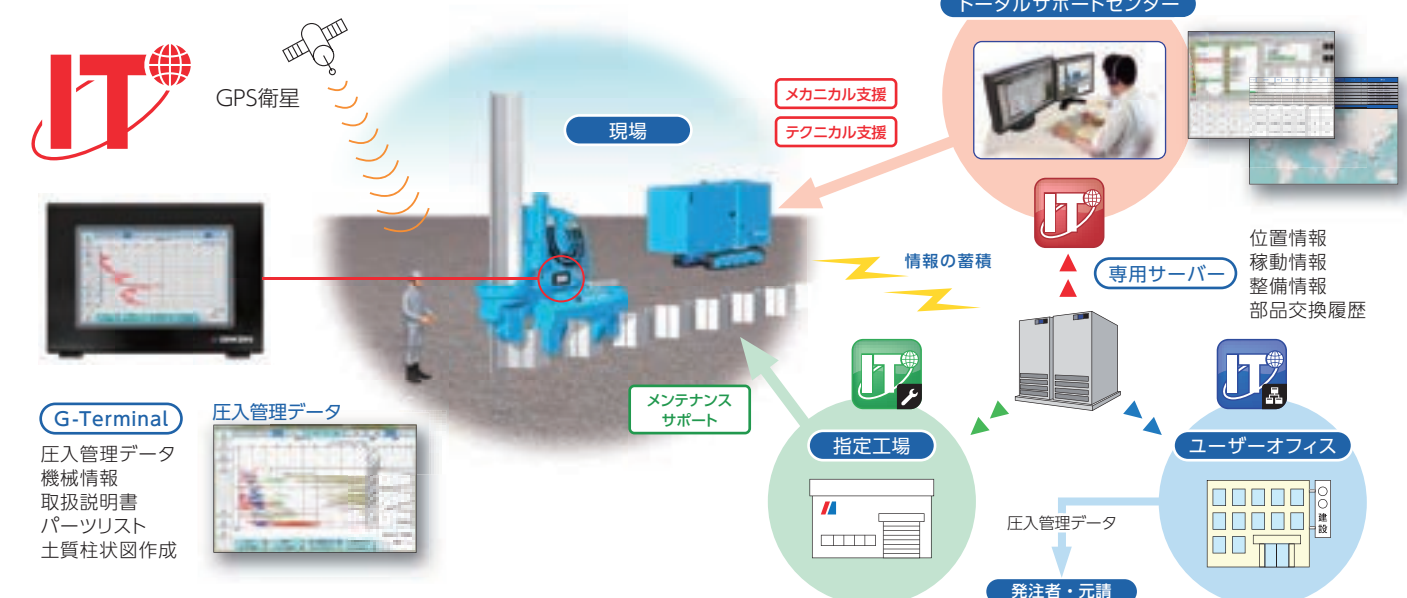 IT
GPS衛星
現場
トータルサポートセンター
メカニカル支援
テクニカル支援
情報の蓄積
IT
専用サーバー
位置情報
稼動情報
整備情報
部品交換履歴
G-Terminal
圧入管理データ
機械情報
取扱説明書
パーツリスト
土質柱状図作成
圧入管理データ
メンテナンス
サポート
IT
指定工場
IT
ユーザーオフィス
○○建設
圧入管理データ
発注者・元請